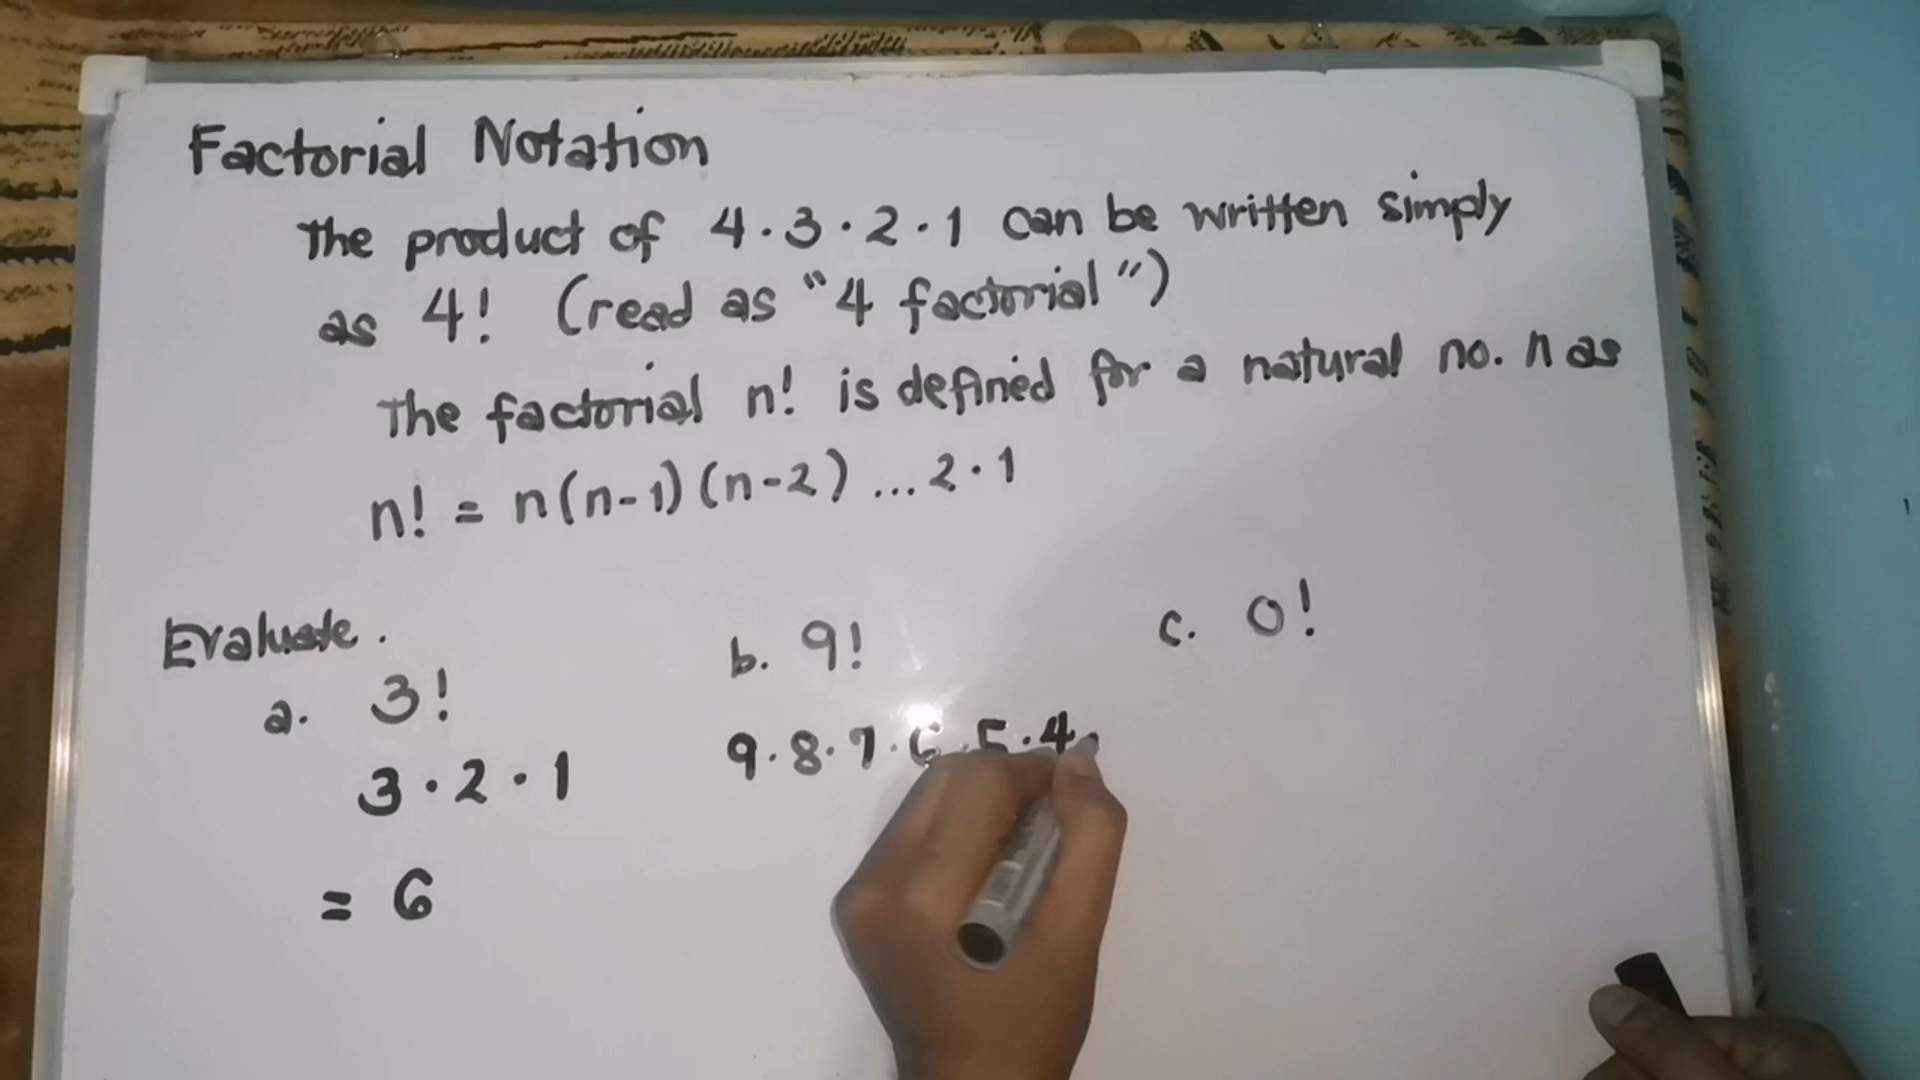 Factorial Notation
The product of 4 · 3 · 2 · 1 can be written simply
as 4! (read as "4 factorial")
The factorial n! is defined for a natural no. n as
n! = n(n-1)(n-2) ... 2 · 1
Evaluate.
a. 3!
3 · 2 · 1
= 6
b. 9!
9 · 8 · 7 · 6 · 5 · 4 ·
c. 0!